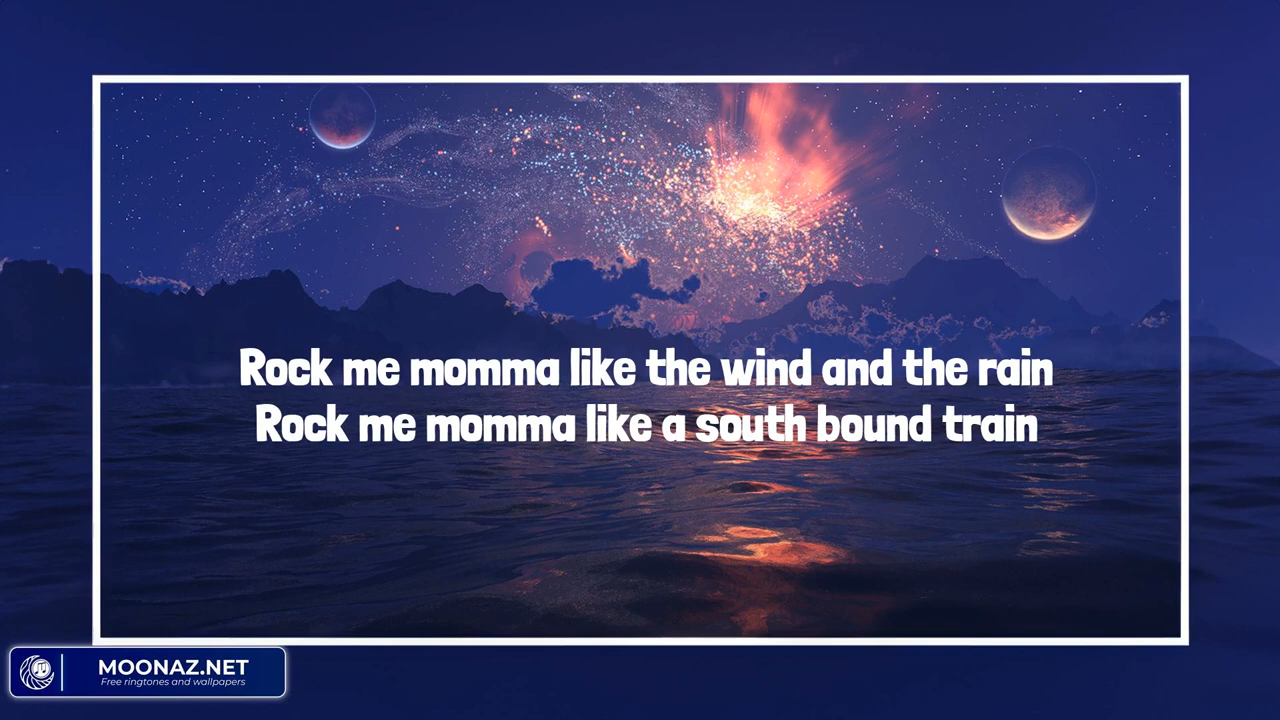 Rock me momma like the wind and the rain
Rock me momma like a south bound train
MOONAZ.NET
Free ringtones and wallpapers